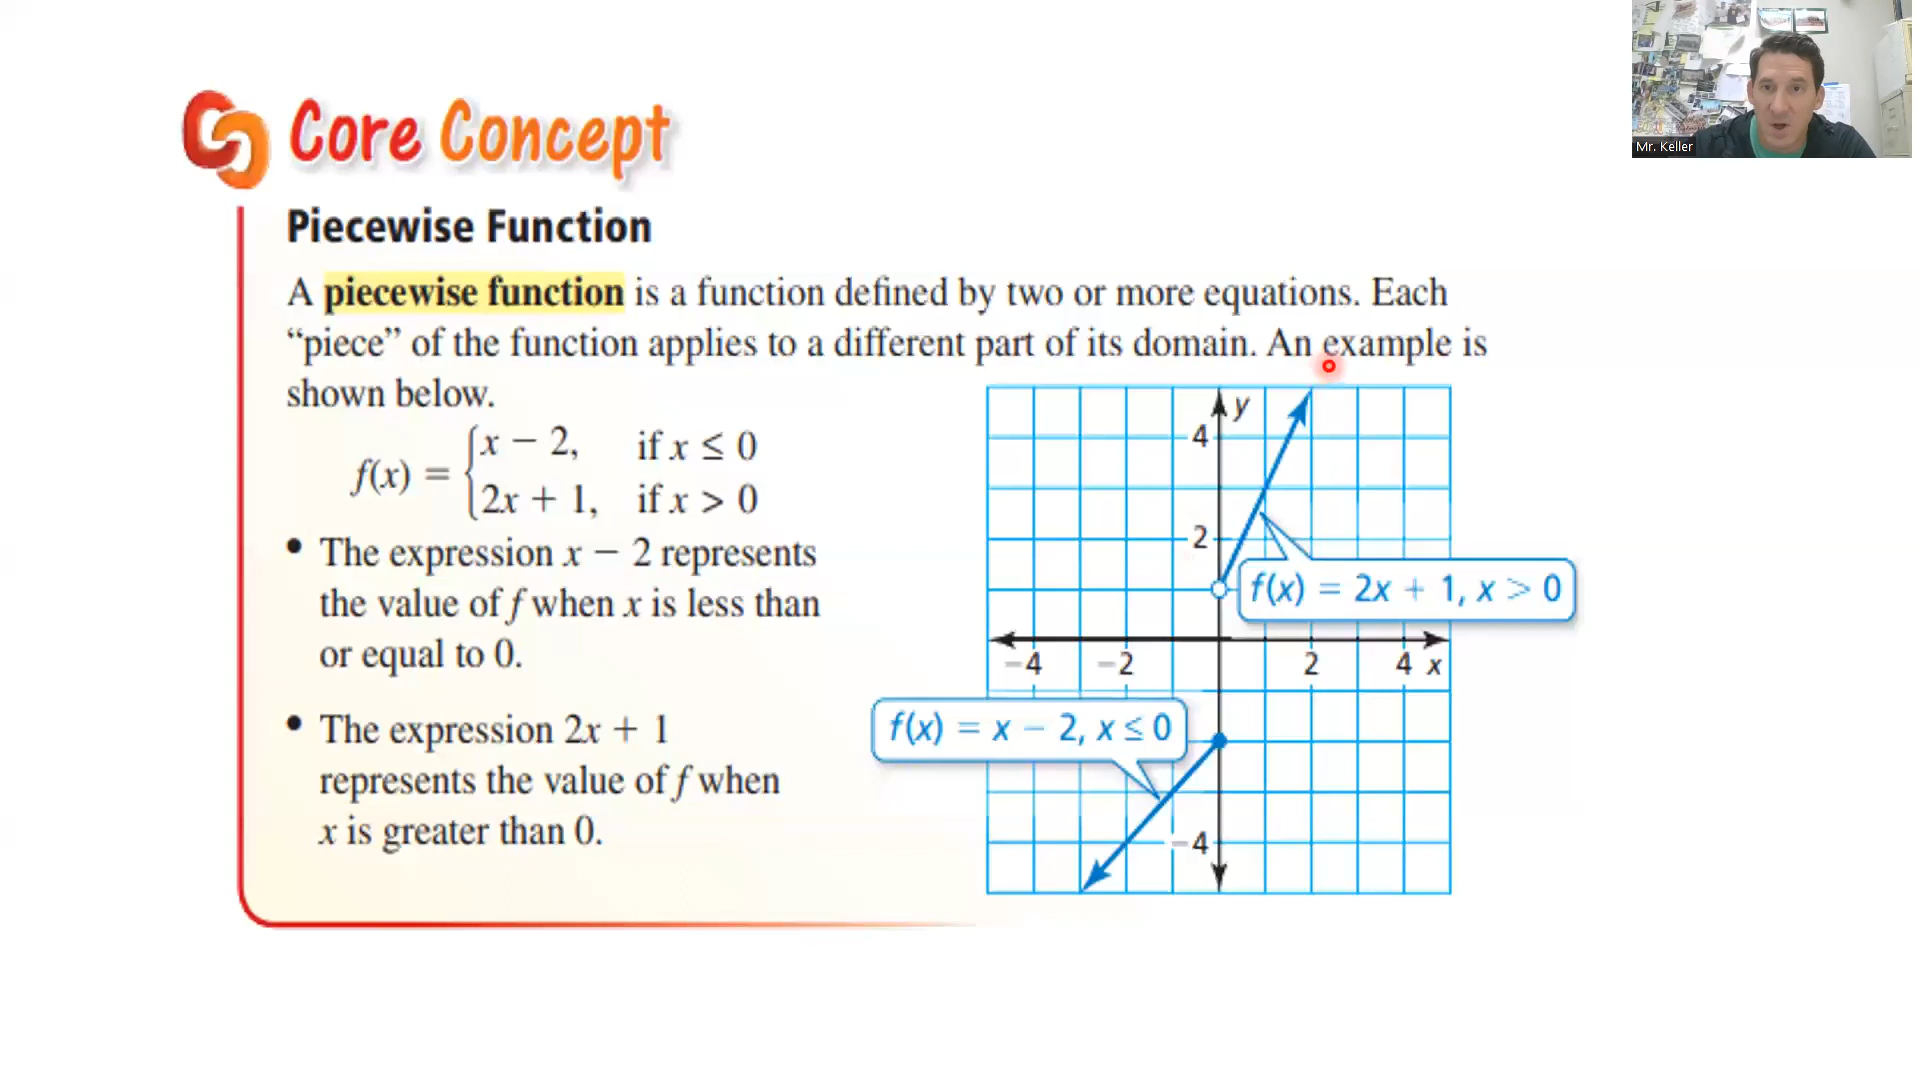 Core Concept
Mr. Keller
Piecewise Function
A piecewise function is a function defined by two or more equations. Each
“piece” of the function applies to a different part of its domain. An example is
shown below.
f(x) = {x − 2, if x ≤ 0
2x + 1, if x > 0
• The expression x − 2 represents
the value of f when x is less than
or equal to 0.
• The expression 2x + 1
represents the value of f when
x is greater than 0.
y
4
2
f(x) = 2x + 1, x > 0
−4 −2 2 4 x
f(x) = x − 2, x ≤ 0
−4